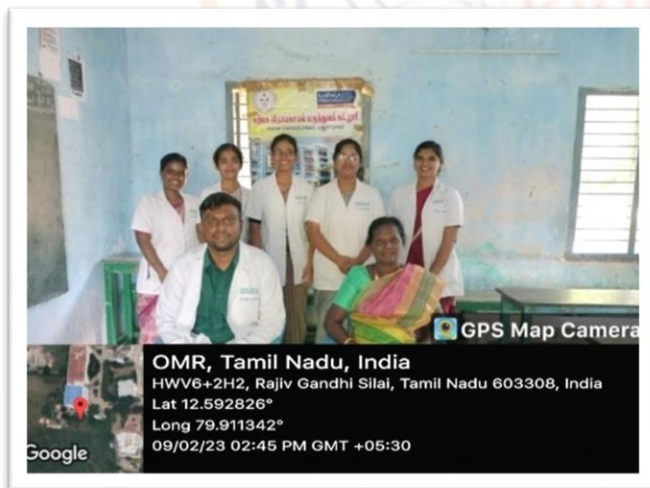 GPS Map Camera
OMR, Tamil Nadu, India
HWV6+2H2, Rajiv Gandhi Silai, Tamil Nadu 603308, India
Lat 12.592826°
Long 79.911342°
09/02/23 02:45 PM GMT +05:30
Google